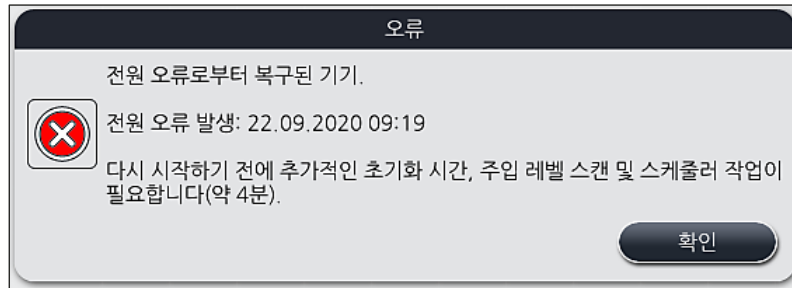 오류
전원 오류로부터 복구된 기기.
전원 오류 발생: 22.09.2020 09:19
다시 시작하기 전에 추가적인 초기화 시간, 주입 레벨 스캔 및 스케줄러 작업이
필요합니다(약 4분).
확인